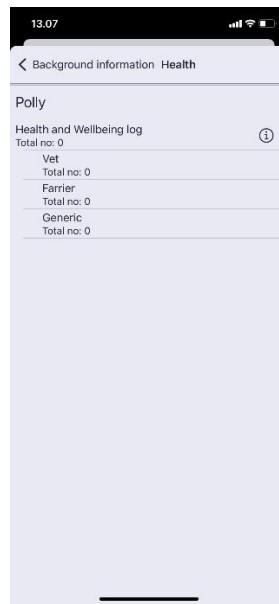 13.07
Background information Health
Polly
Health and Wellbeing log
Total no: 0
Vet
Total no: 0
Farrier
Total no: 0
Generic
Total no: 0